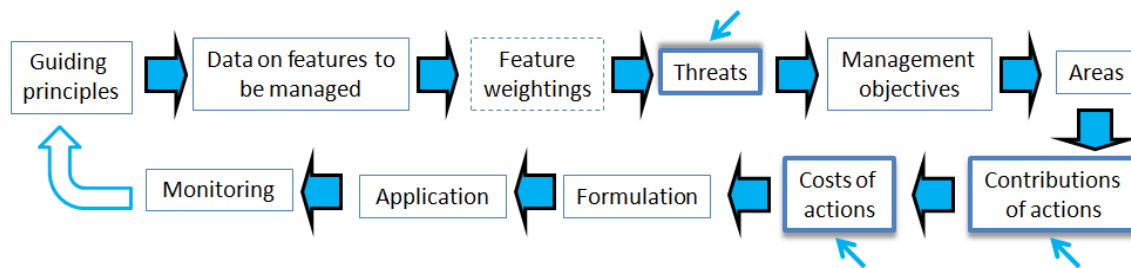 Guiding
principles
Data on features to
be managed
Feature
weightings
Threats
Management
objectives
Areas
Contributions
of actions
Costs of
actions
Formulation
Application
Monitoring